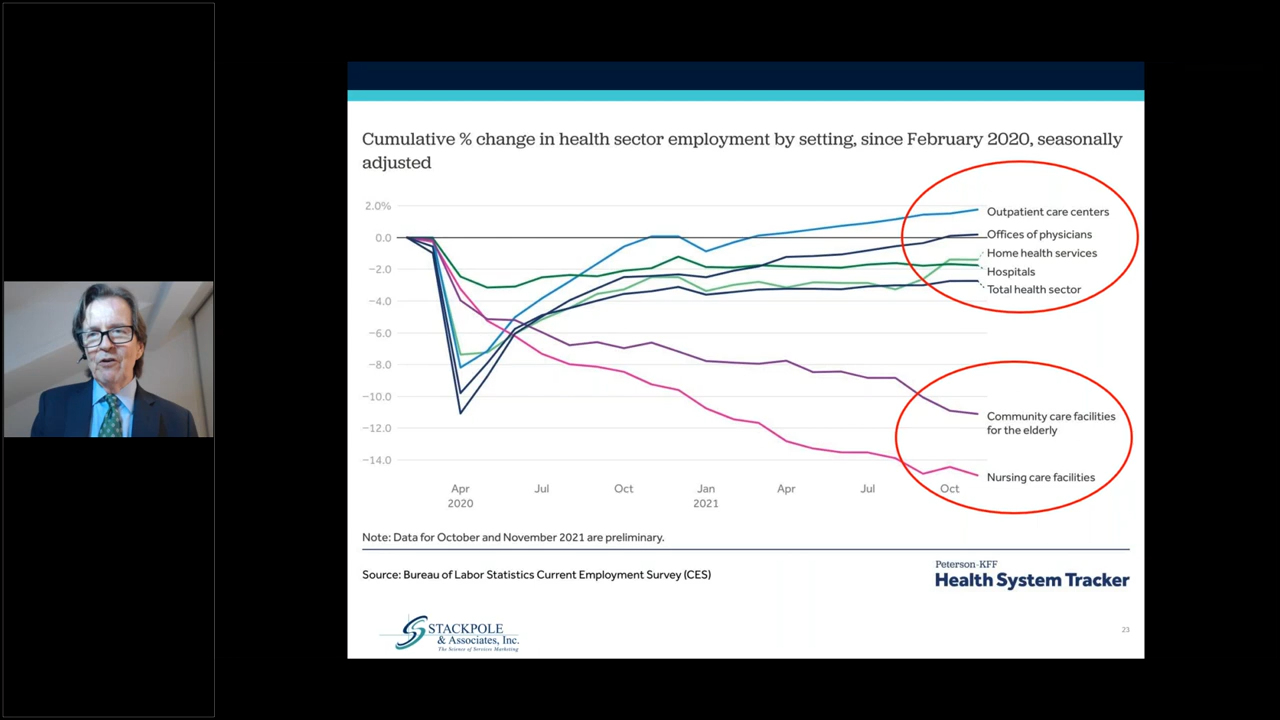 Cumulative % change in health sector employment by setting, since February 2020, seasonally
adjusted
2.0%
0.0
−2.0
−4.0
−6.0
−8.0
−10.0
−12.0
−14.0
Outpatient care centers
Offices of physicians
Home health services
Hospitals
Total health sector
Community care facilities
for the elderly
Nursing care facilities
Apr Jul Oct Jan Apr Jul Oct
2020 2021
Note: Data for October and November 2021 are preliminary.
Source: Bureau of Labor Statistics Current Employment Survey (CES)
Peterson-KFF
Health System Tracker
STACKPOLE
& Associates, Inc.
The Science of Services Marketing
23